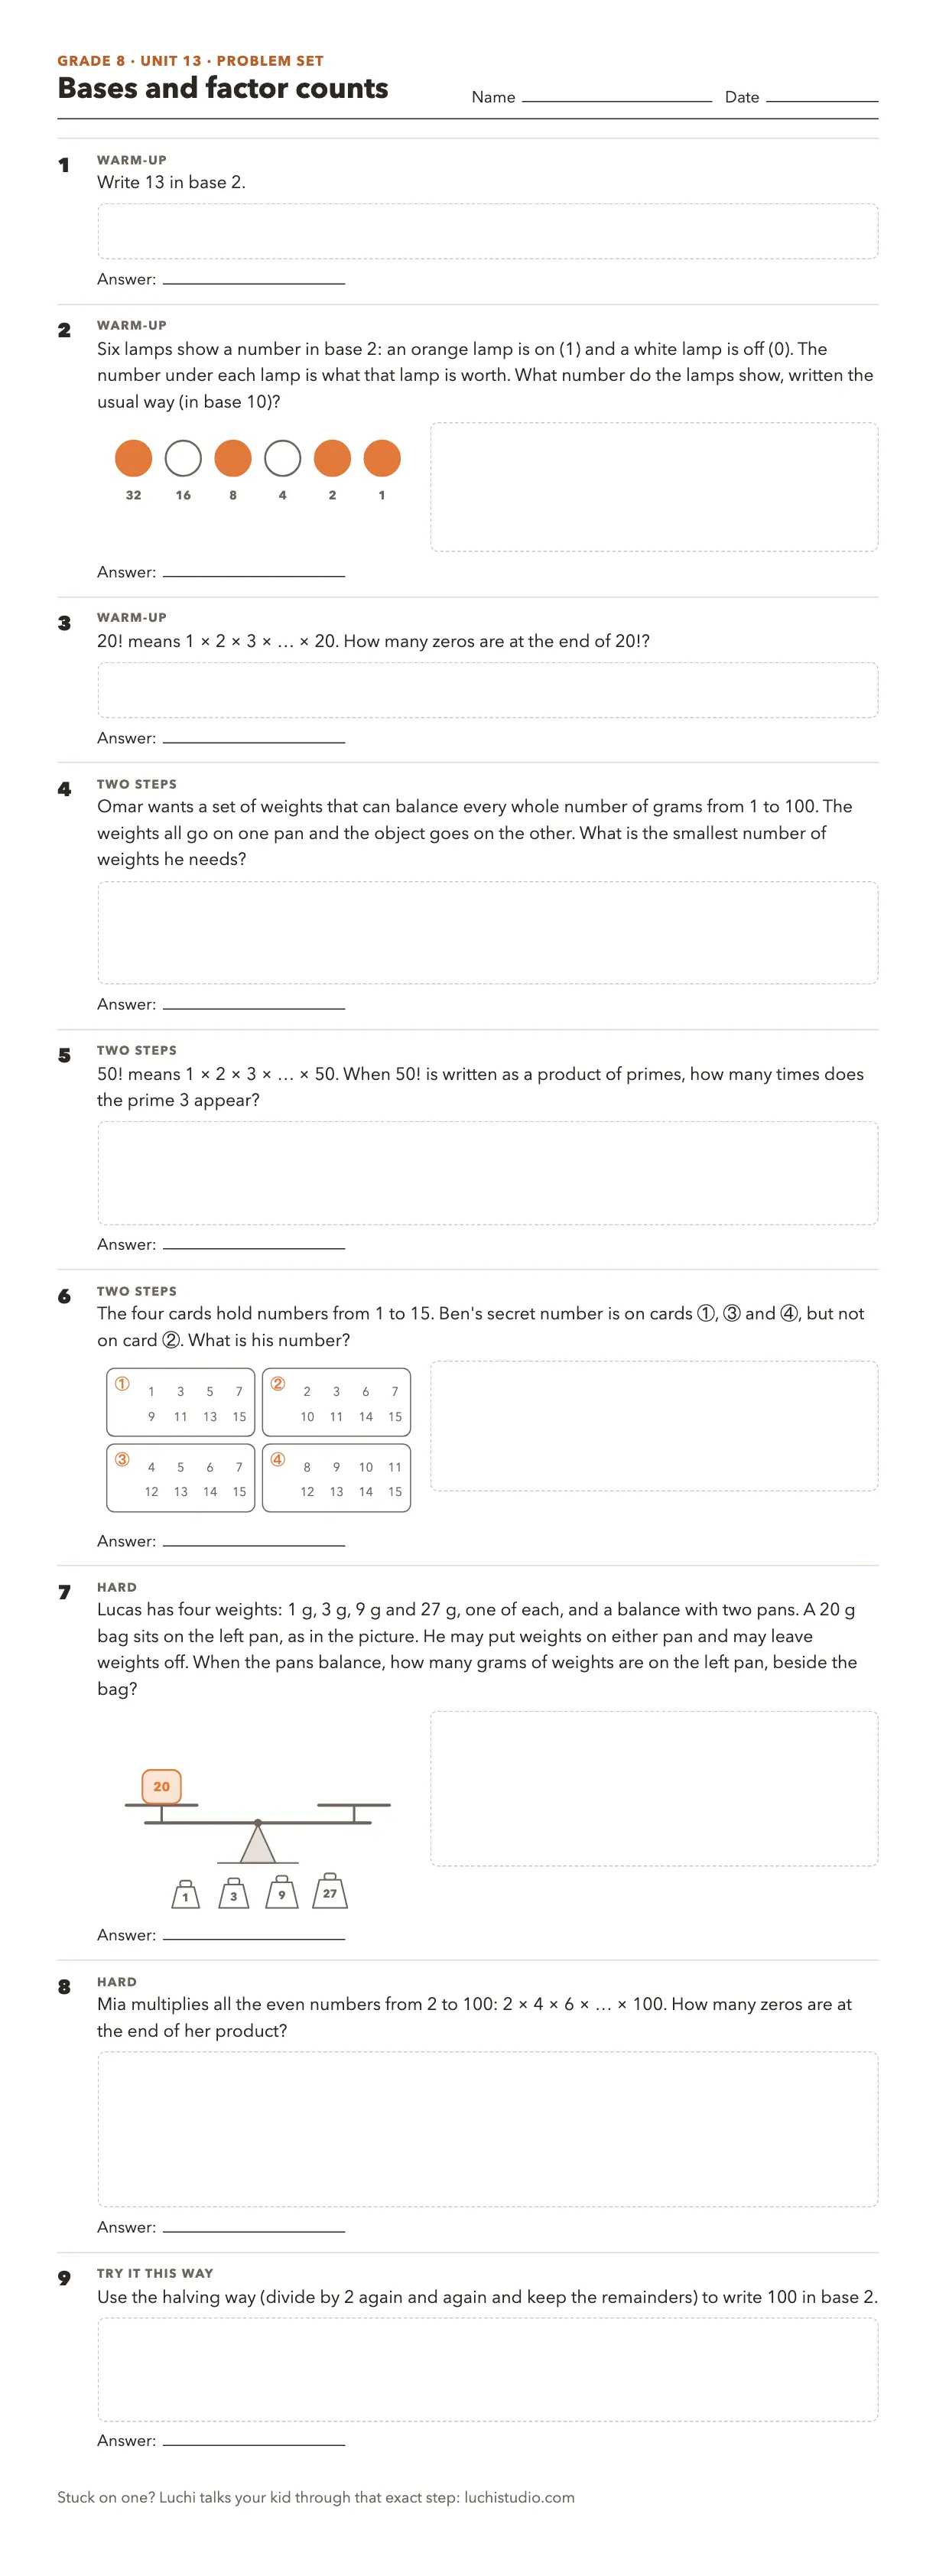 GRADE 8 · UNIT 13 · PROBLEM SET
Bases and factor counts
Name Date
1
WARM-UP
Write 13 in base 2.
Answer:
2
WARM-UP
Six lamps show a number in base 2: an orange lamp is on (1) and a white lamp is off (0). The
number under each lamp is what that lamp is worth. What number do the lamps show, written the
usual way (in base 10)?
32 16 8 4 2 1
Answer:
3
WARM-UP
20! means 1 × 2 × 3 × … × 20. How many zeros are at the end of 20!?
Answer:
4
TWO STEPS
Omar wants a set of weights that can balance every whole number of grams from 1 to 100. The
weights all go on one pan and the object goes on the other. What is the smallest number of
weights he needs?
Answer:
5
TWO STEPS
50! means 1 × 2 × 3 × … × 50. When 50! is written as a product of primes, how many times does
the prime 3 appear?
Answer:
6
TWO STEPS
The four cards hold numbers from 1 to 15. Ben's secret number is on cards ①, ③ and ④, but not
on card ②. What is his number?
① 1 3 5 7
9 11 13 15
② 2 3 6 7
10 11 14 15
③ 4 5 6 7
12 13 14 15
④ 8 9 10 11
12 13 14 15
Answer:
7
HARD
Lucas has four weights: 1 g, 3 g, 9 g and 27 g, one of each, and a balance with two pans. A 20 g
bag sits on the left pan, as in the picture. He may put weights on either pan and may leave
weights off. When the pans balance, how many grams of weights are on the left pan, beside the
bag?
20
1 3 9 27
Answer:
8
HARD
Mia multiplies all the even numbers from 2 to 100: 2 × 4 × 6 × … × 100. How many zeros are at
the end of her product?
Answer:
9
TRY IT THIS WAY
Use the halving way (divide by 2 again and again and keep the remainders) to write 100 in base 2.
Answer:
Stuck on one? Luchi talks your kid through that exact step: luchistudio.com